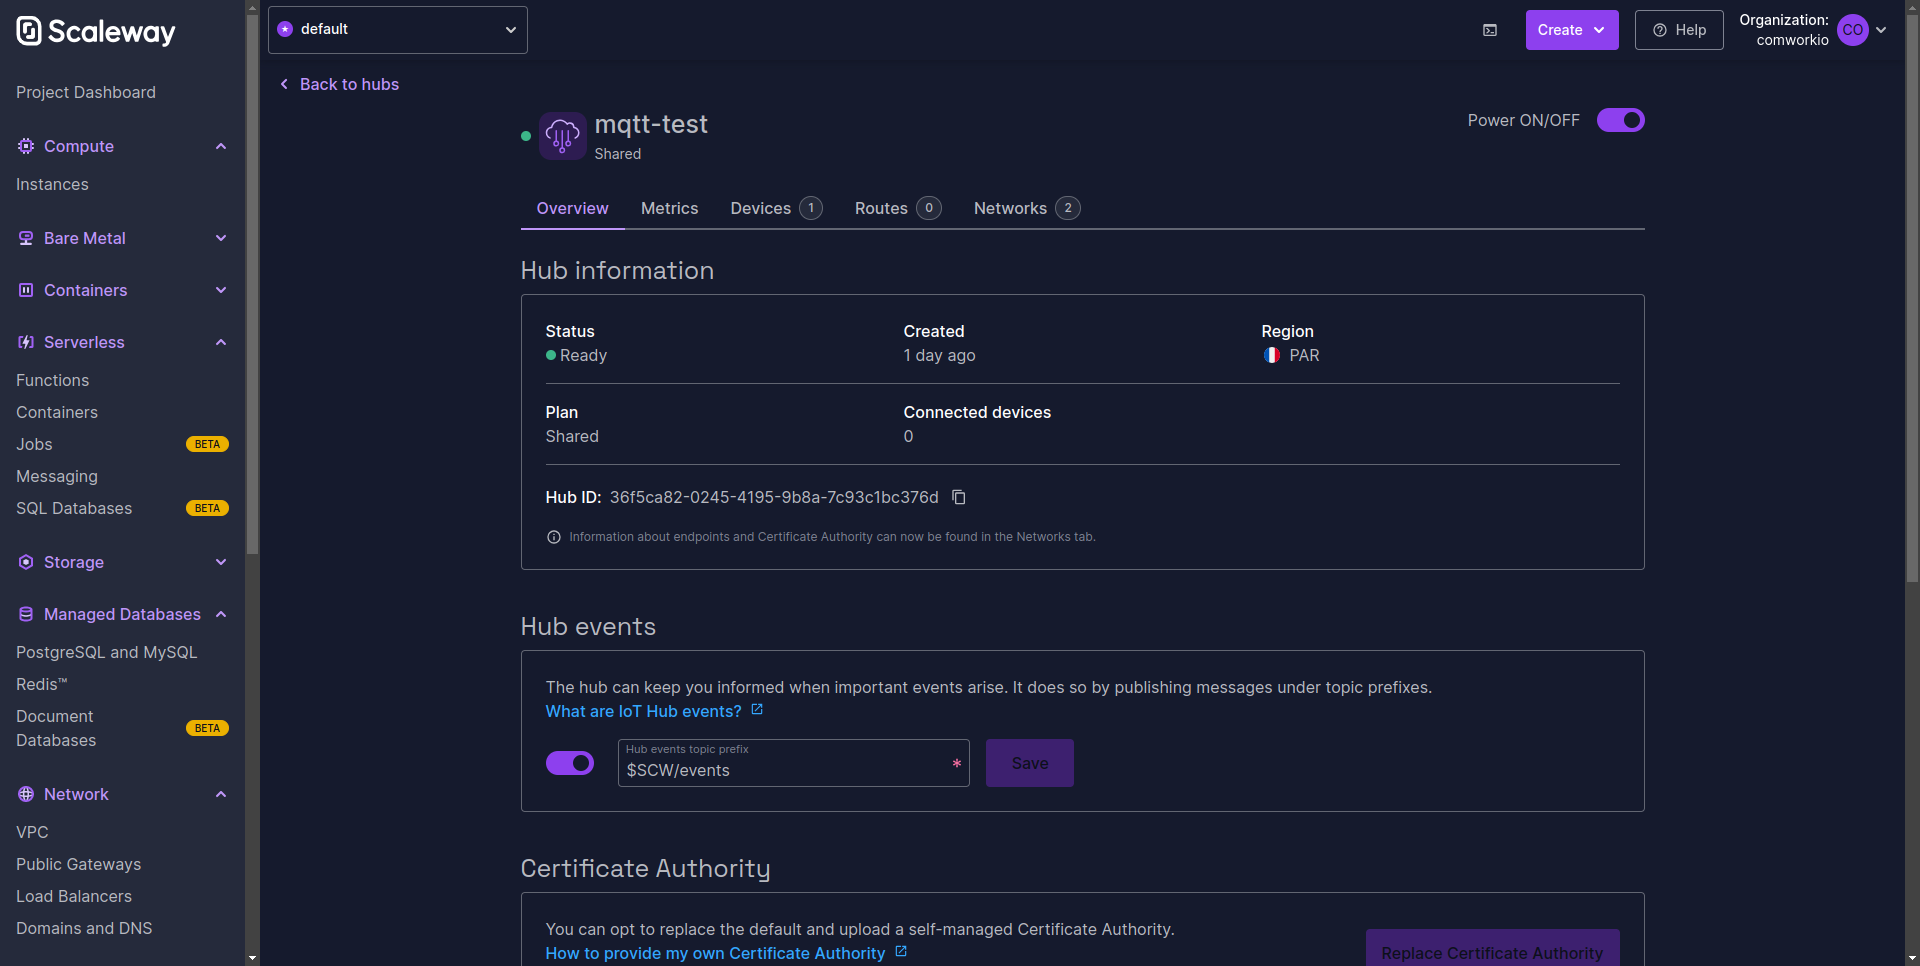 Scaleway
default
Create
Help
Organization:
comworkio
CO
Project Dashboard
Compute
Instances
Bare Metal
Containers
Serverless
Functions
Containers
Jobs BETA
Messaging
SQL Databases BETA
Storage
Managed Databases
PostgreSQL and MySQL
Redis™
Document
Databases
BETA
Network
VPC
Public Gateways
Load Balancers
Domains and DNS
Back to hubs
mqtt-test
Shared
Power ON/OFF
Overview Metrics Devices 1 Routes 0 Networks 2
Hub information
Status Created Region
Ready 1 day ago PAR
Plan Connected devices
Shared 0
Hub ID: 36f5ca82-0245-4195-9b8a-7c93c1bc376d
Information about endpoints and Certificate Authority can now be found in the Networks tab.
Hub events
The hub can keep you informed when important events arise. It does so by publishing messages under topic prefixes.
What are IoT Hub events?
Hub events topic prefix
$SCW/events *
Save
Certificate Authority
You can opt to replace the default and upload a self-managed Certificate Authority.
How to provide my own Certificate Authority
Replace Certificate Authority